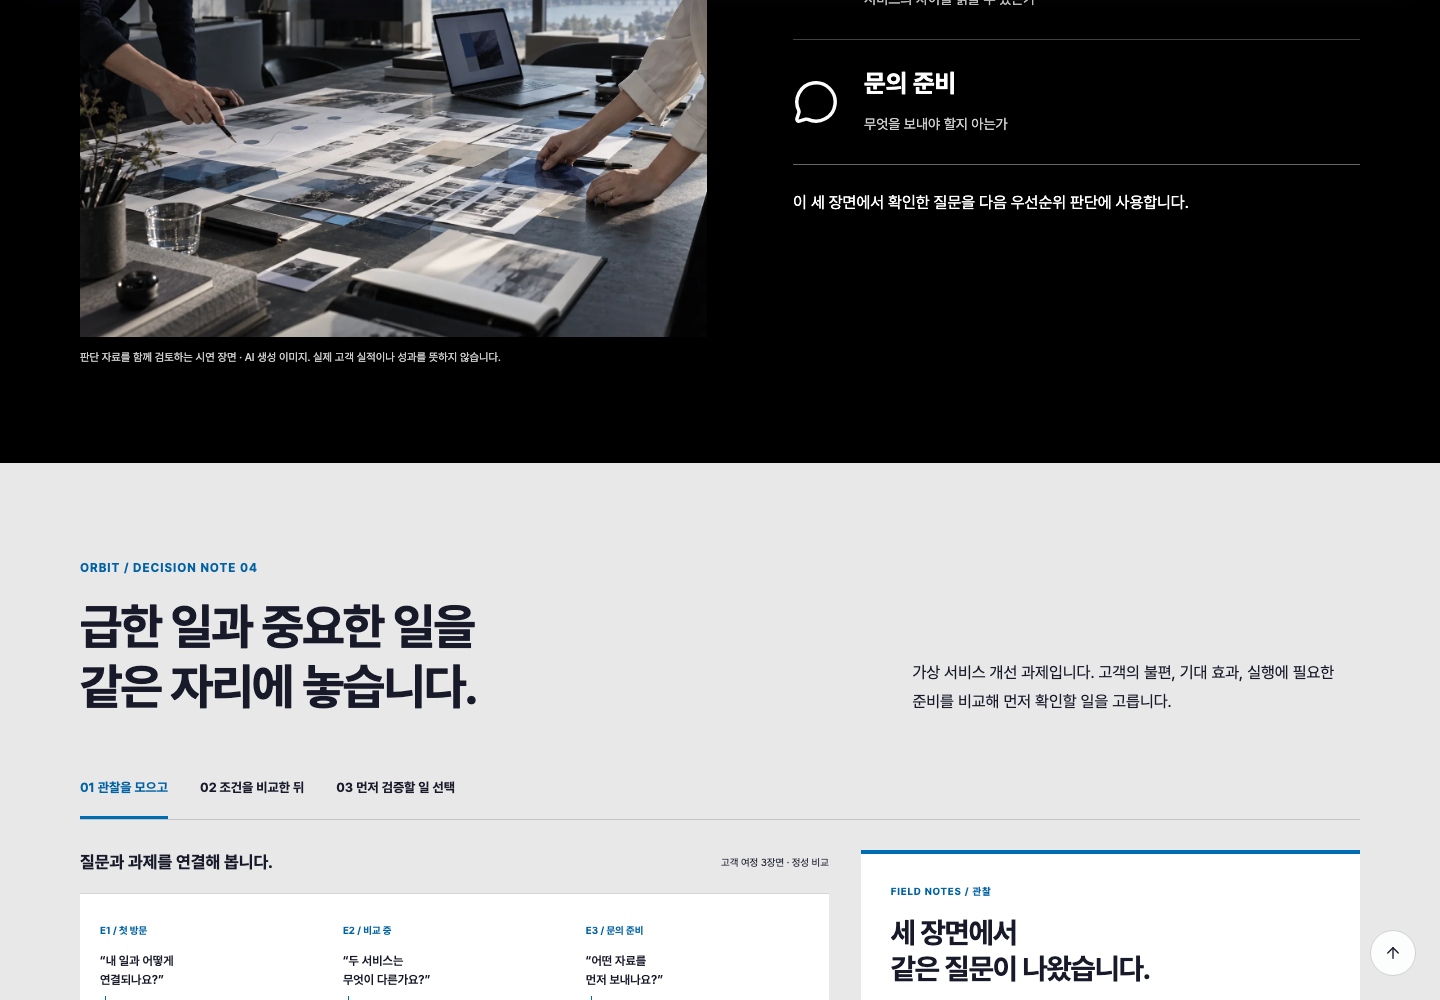 서비스의 차이를 읽을 수 있는가
문의 준비
무엇을 보내야 할지 아는가
이 세 장면에서 확인한 질문을 다음 우선순위 판단에 사용합니다.
판단 자료를 함께 검토하는 시연 장면 · AI 생성 이미지. 실제 고객 실적이나 성과를 뜻하지 않습니다.
ORBIT / DECISION NOTE 04
급한 일과 중요한 일을
같은 자리에 놓습니다.
가상 서비스 개선 과제입니다. 고객의 불편, 기대 효과, 실행에 필요한
준비를 비교해 먼저 확인할 일을 고릅니다.
01 관찰을 모으고
02 조건을 비교한 뒤
03 먼저 검증할 일 선택
질문과 과제를 연결해 봅니다.
고객 여정 3장면 · 정성 비교
E1 / 첫 방문
“내 일과 어떻게
연결되나요?”
E2 / 비교 중
“두 서비스는
무엇이 다른가요?”
E3 / 문의 준비
“어떤 자료를
먼저 보내나요?”
FIELD NOTES / 관찰
세 장면에서
같은 질문이 나왔습니다.